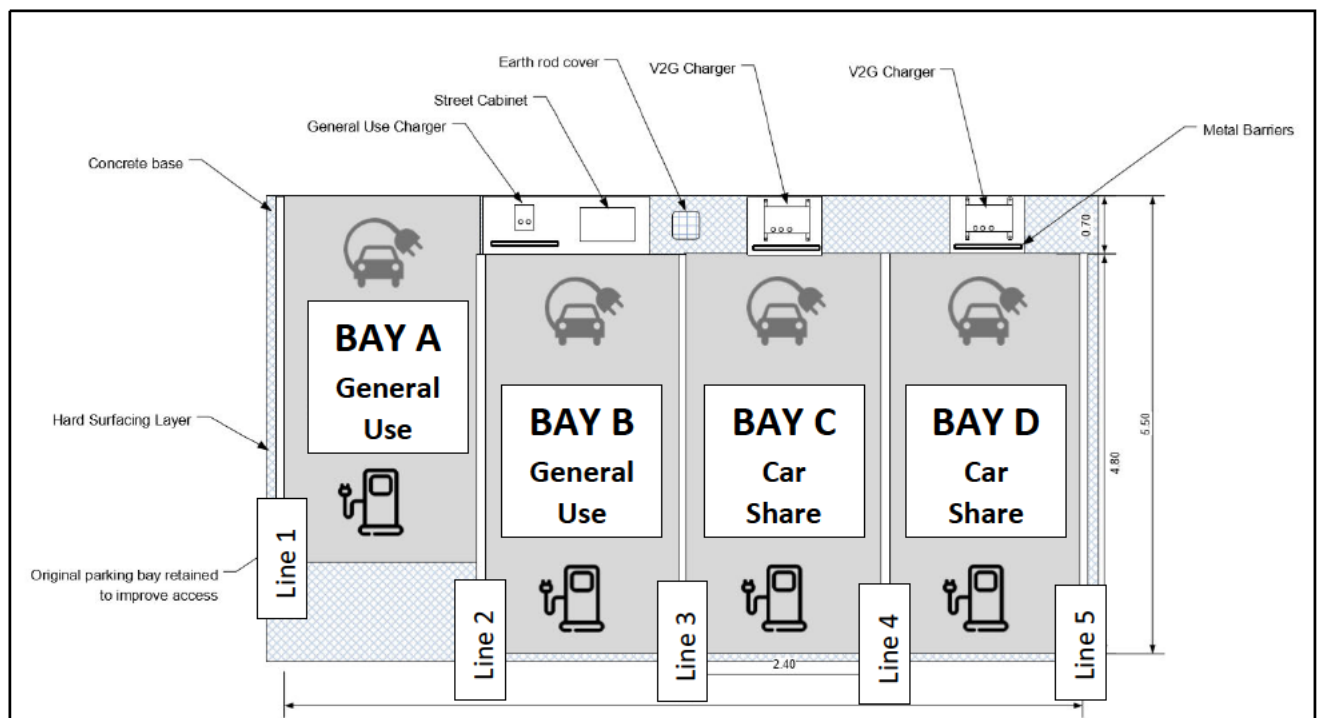 Earth rod cover
V2G Charger
V2G Charger
Street Cabinet
General Use Charger
Metal Barriers
Concrete base
0.70
BAY A
General
Use
BAY B
General
Use
BAY C
Car
Share
BAY D
Car
Share
5.50
4.80
Hard Surfacing Layer
Original parking bay retained
to improve access
Line 1
Line 2
Line 3
Line 4
Line 5
2.40